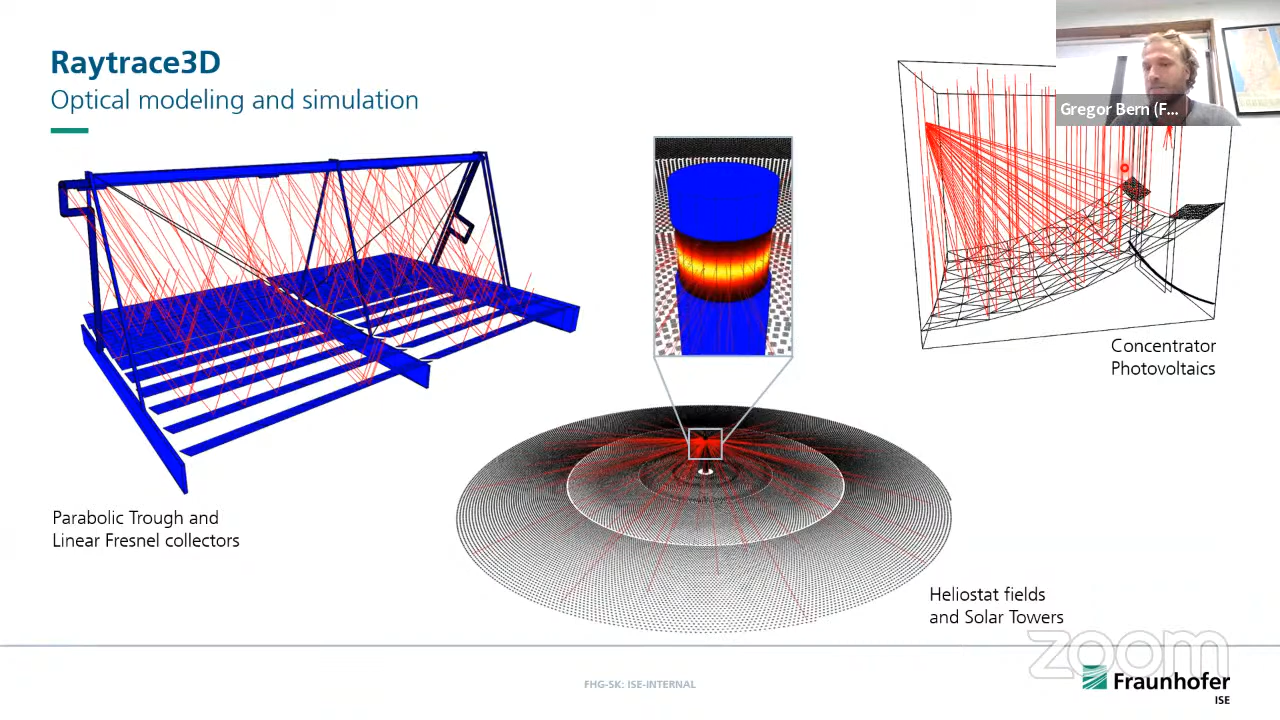 Raytrace3D
Optical modeling and simulation
Gregor Bern (F...
Concentrator
Photovoltaics
Parabolic Trough and
Linear Fresnel collectors
Heliostat fields
and Solar Towers
zoom
FHG-SK: ISE-INTERNAL
Fraunhofer
ISE